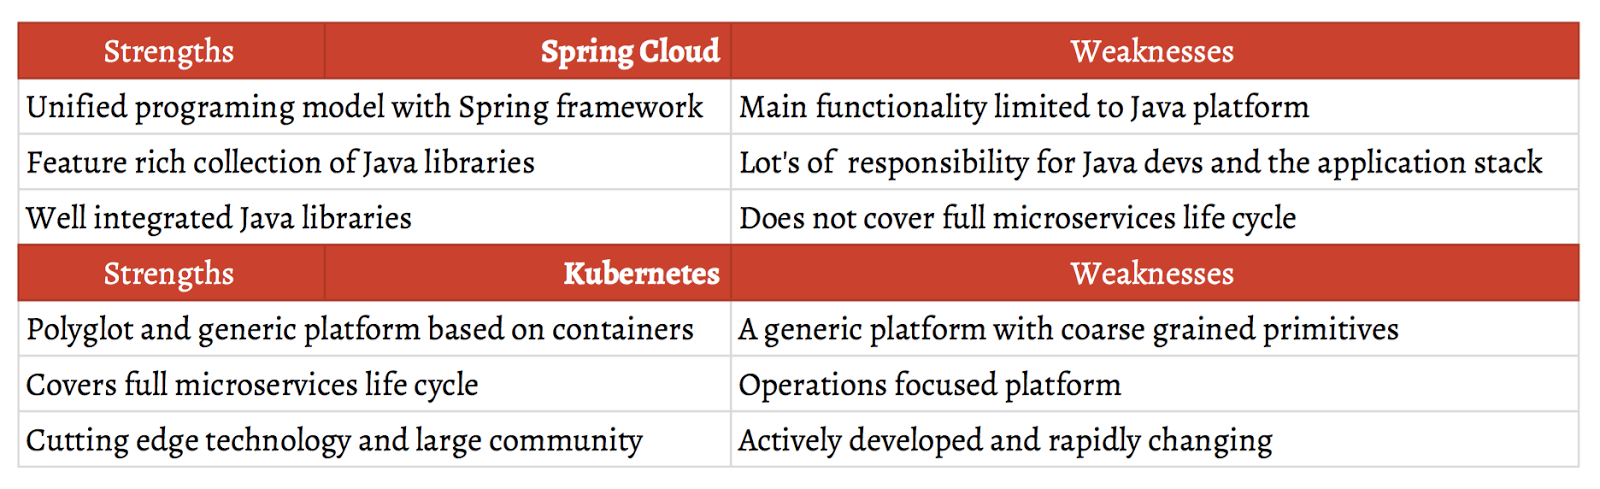 Strengths Spring Cloud Weaknesses
Unified programing model with Spring framework Main functionality limited to Java platform
Feature rich collection of Java libraries Lot's of responsibility for Java devs and the application stack
Well integrated Java libraries Does not cover full microservices life cycle
Strengths Kubernetes Weaknesses
Polyglot and generic platform based on containers A generic platform with coarse grained primitives
Covers full microservices life cycle Operations focused platform
Cutting edge technology and large community Actively developed and rapidly changing